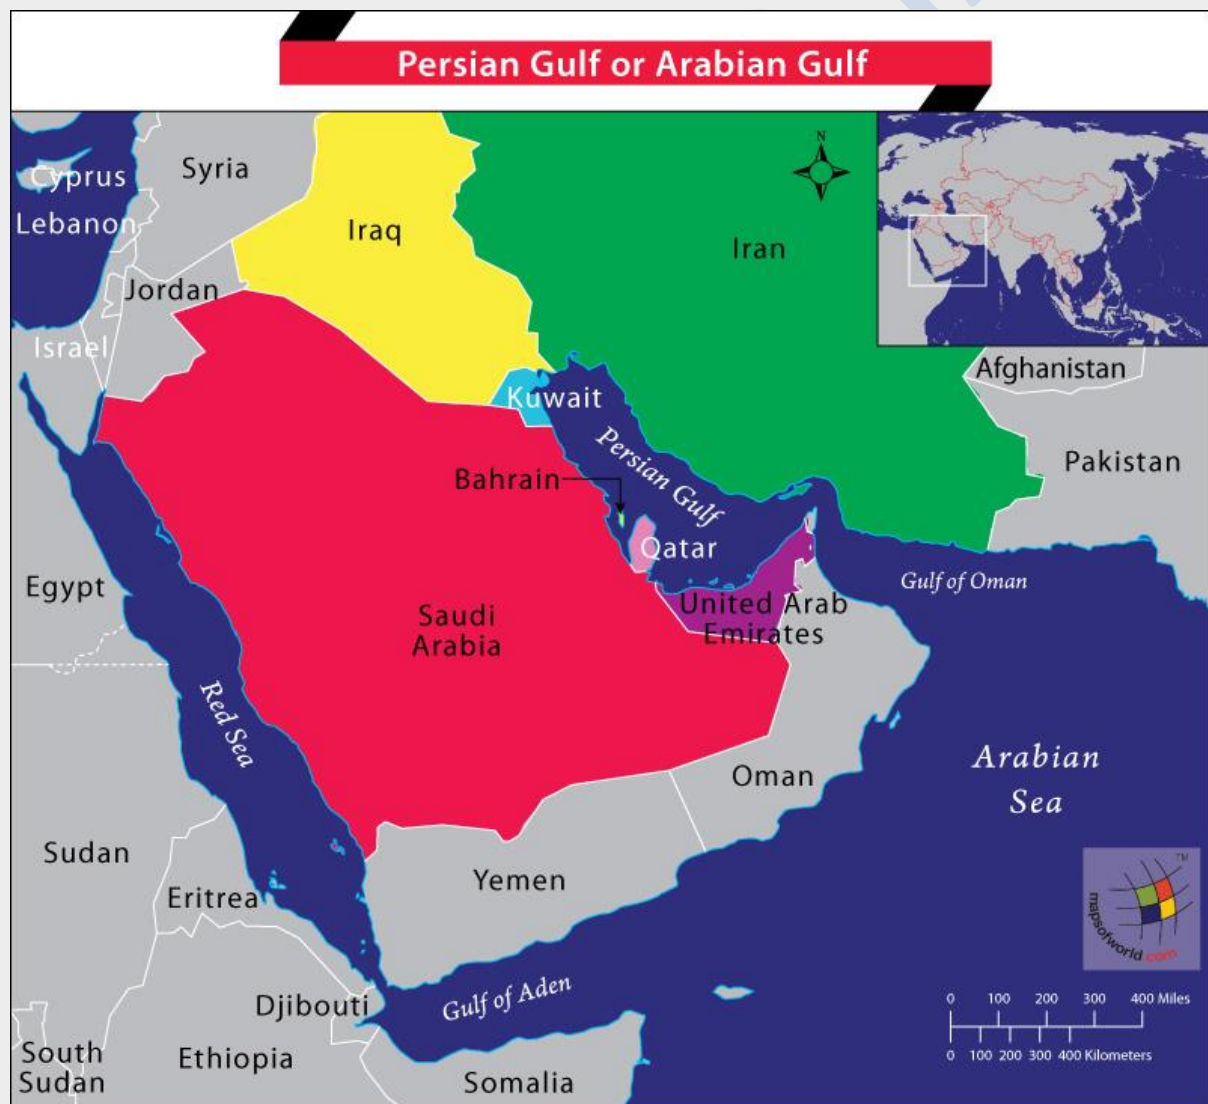 Persian Gulf or Arabian Gulf
N
Cyprus
Syria
Lebanon
Iraq
Iran
Jordan
Israel
Afghanistan
Kuwait
Pakistan
Persian Gulf
Bahrain
Qatar
Egypt
Gulf of Oman
United Arab
Emirates
Saudi
Arabia
Red Sea
Oman
Arabian
Sea
Sudan
Yemen
Eritrea
TM
mapsofworld.com
Gulf of Aden
Djibouti
0 100 200 300 400 Miles
0 100 200 300 400 Kilometers
South
Sudan
Ethiopia
Somalia